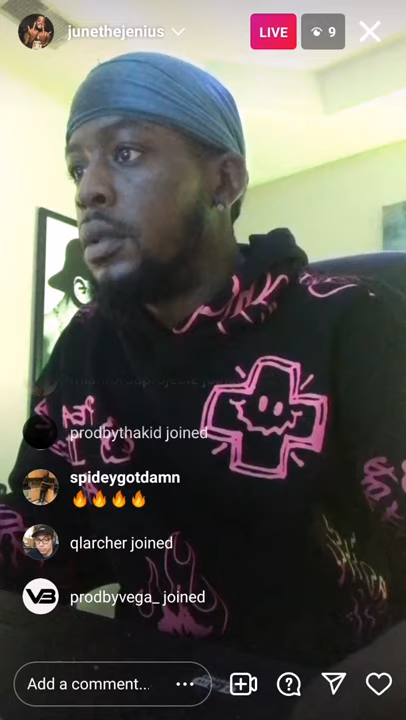 junethejenius
LIVE
9
prodbythakid joined
spideygotdamn
🔥🔥🔥🔥
qlarcher joined
VB
prodbyvega_ joined
Add a comment...